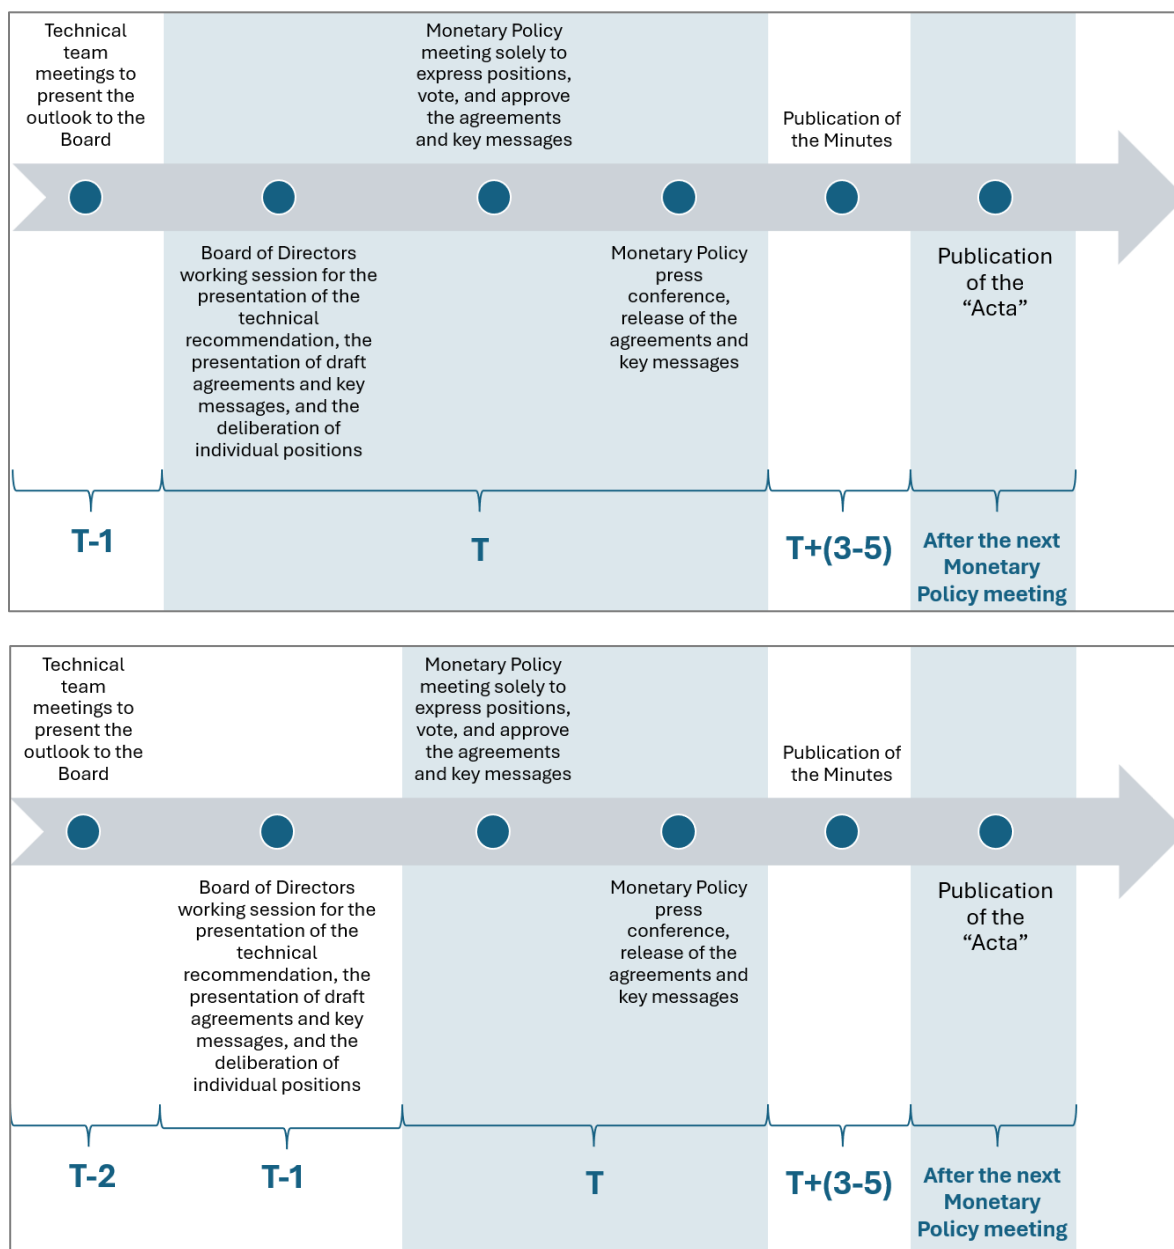 Technical
team
meetings to
present the
outlook to the
Board
Monetary Policy
meeting solely to
express positions,
vote, and approve
the agreements
and key messages
Publication of
the Minutes
Board of Directors
working session for the
presentation of the
technical
recommendation, the
presentation of draft
agreements and key
messages, and the
deliberation of
individual positions
Monetary Policy
press
conference,
release of the
agreements and
key messages
Publication
of the
“Acta”
T-1
T
T+(3-5)
After the next
Monetary
Policy meeting
Technical
team
meetings to
present the
outlook to the
Board
Monetary Policy
meeting solely to
express positions,
vote, and approve
the agreements
and key messages
Publication of
the Minutes
Board of Directors
working session for the
presentation of the
technical
recommendation, the
presentation of draft
agreements and key
messages, and the
deliberation of
individual positions
Monetary Policy
press
conference,
release of the
agreements and
key messages
Publication
of the
“Acta”
T-2
T-1
T
T+(3-5)
After the next
Monetary
Policy meeting